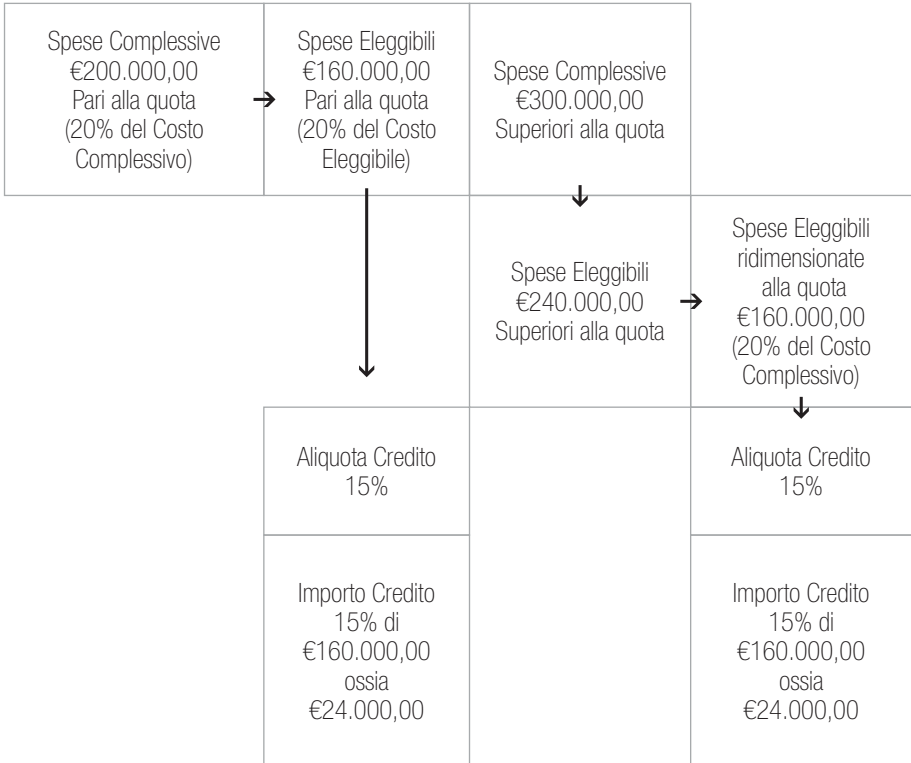 Spese Complessive
€200.000,00
Pari alla quota
(20% del Costo
Complessivo)
Spese Eleggibili
€160.000,00
Pari alla quota
(20% del Costo
Eleggibile)
Spese Complessive
€300.000,00
Superiori alla quota
Spese Eleggibili
€240.000,00
Superiori alla quota
Spese Eleggibili
ridimensionate
alla quota
€160.000,00
(20% del Costo
Complessivo)
Aliquota Credito
15%
Aliquota Credito
15%
Importo Credito
15% di
€160.000,00
ossia
€24.000,00
Importo Credito
15% di
€160.000,00
ossia
€24.000,00